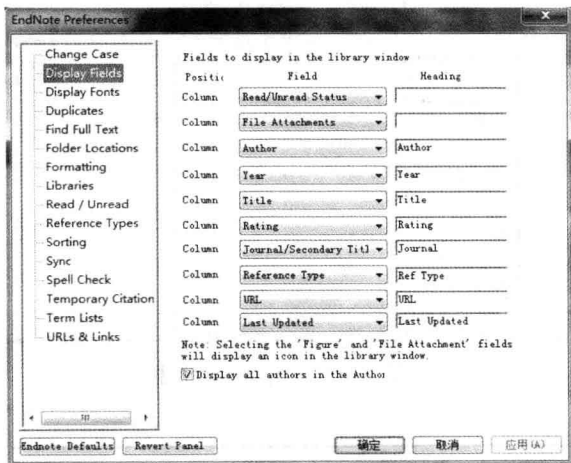 EndNote Preferences
Change Case
Display Fields
Display Fonts
Duplicates
Find Full Text
Folder Locations
Formatting
Libraries
Read / Unread
Reference Types
Sorting
Sync
Spell Check
Temporary Citation
Term Lists
URLs & Links
Fields to display in the library window
Positic Field Heading
Column Read/Unread Status
Column File Attachments
Column Author Author
Column Year Year
Column Title Title
Column Rating Rating
Column Journal/Secondary Titl Journal
Column Reference Type Ref Type
Column URL URL
Column Last Updated Last Updated
Note: Selecting the 'Figure' and 'File Attachment' fields
will display an icon in the library window.
Display all authors in the Author
Endnote Defaults Revert Panel 确定 取消 应用(A)